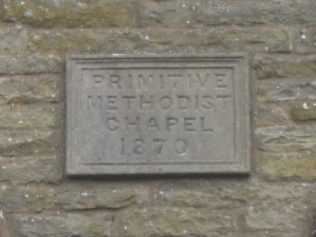 PRIMITIVE
METHODIST
CHAPEL
1870